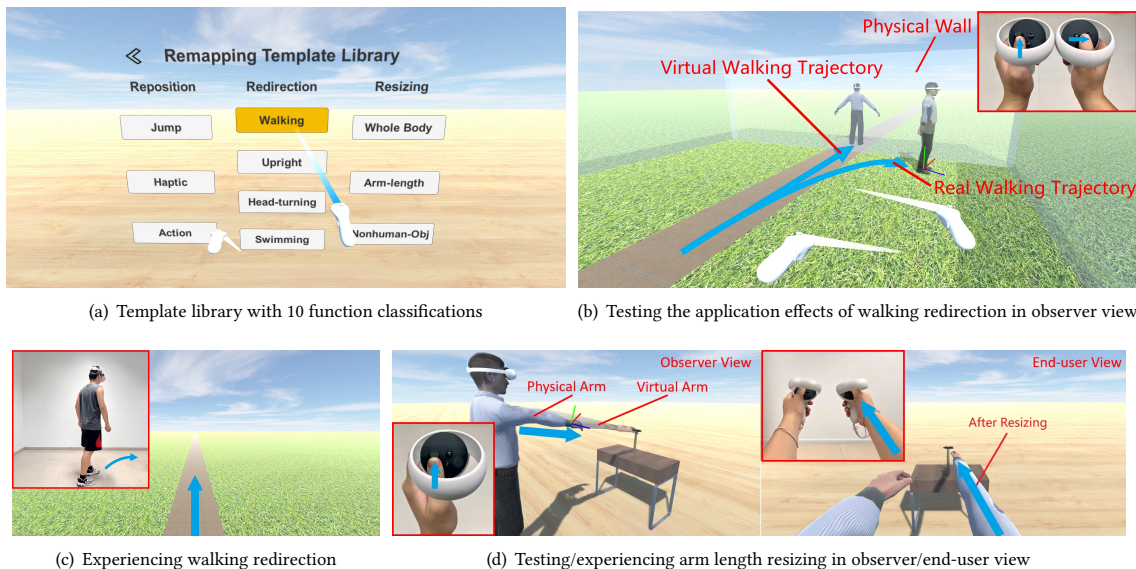 Remapping Template Library
Reposition Redirection Resizing
Jump Walking Whole Body
Upright
Haptic Arm-length
Head-turning
Action Swimming Nonhuman-Obj
(a) Template library with 10 function classifications
Physical Wall
Virtual Walking Trajectory
Real Walking Trajectory
(b) Testing the application effects of walking redirection in observer view
(c) Experiencing walking redirection
Observer View
Physical Arm Virtual Arm
End-user View
After Resizing
(d) Testing/experiencing arm length resizing in observer/end-user view